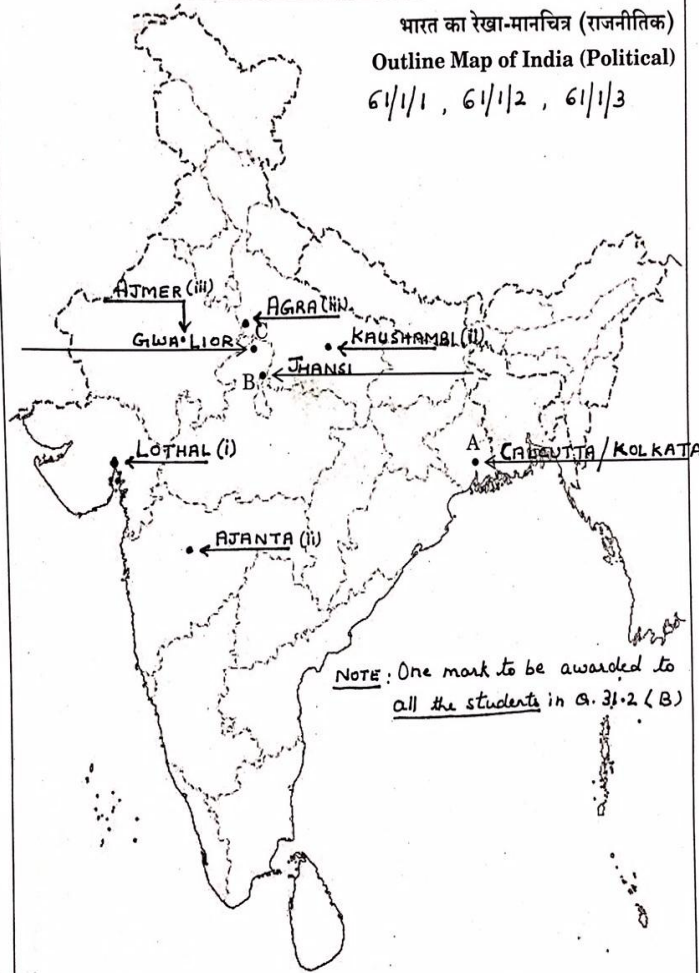 भारत का रेखा-मानचित्र (राजनीतिक)
Outline Map of India (Political)
61/1/1 , 61/1/2 , 61/1/3
AJMER (iii)
AGRA (iii)
C
GWALIOR
KAUSHAMBI (i)
B
JHANSI
LOTHAL (i)
A
CALCUTTA/KOLKATA
AJANTA (ii)
NOTE : One mark to be awarded to
all the students in Q. 31.2 (B)